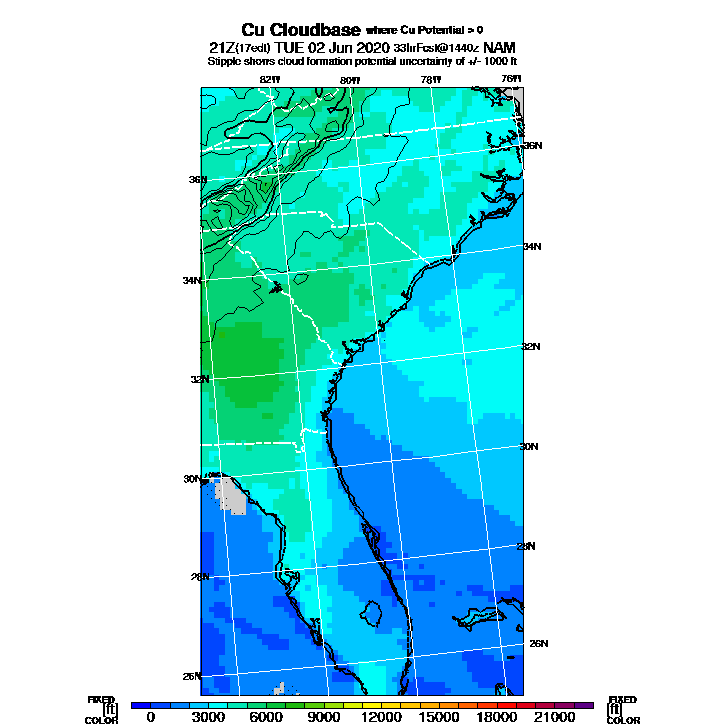 Cu Cloudbase where Cu Potential > 0
21Z(17edt) TUE 02 Jun 2020 33hrFcst@1440z NAM
Stipple shows cloud formation potential uncertainty of +/- 1000 ft
82W 80W 78W 76W
36N
36N
34N
34N
32N
32N
30N
30N
28N
28N
26N
26N
FIXED FIXED
[ft] [ft]
COLOR COLOR
0 3000 6000 9000 12000 15000 18000 21000